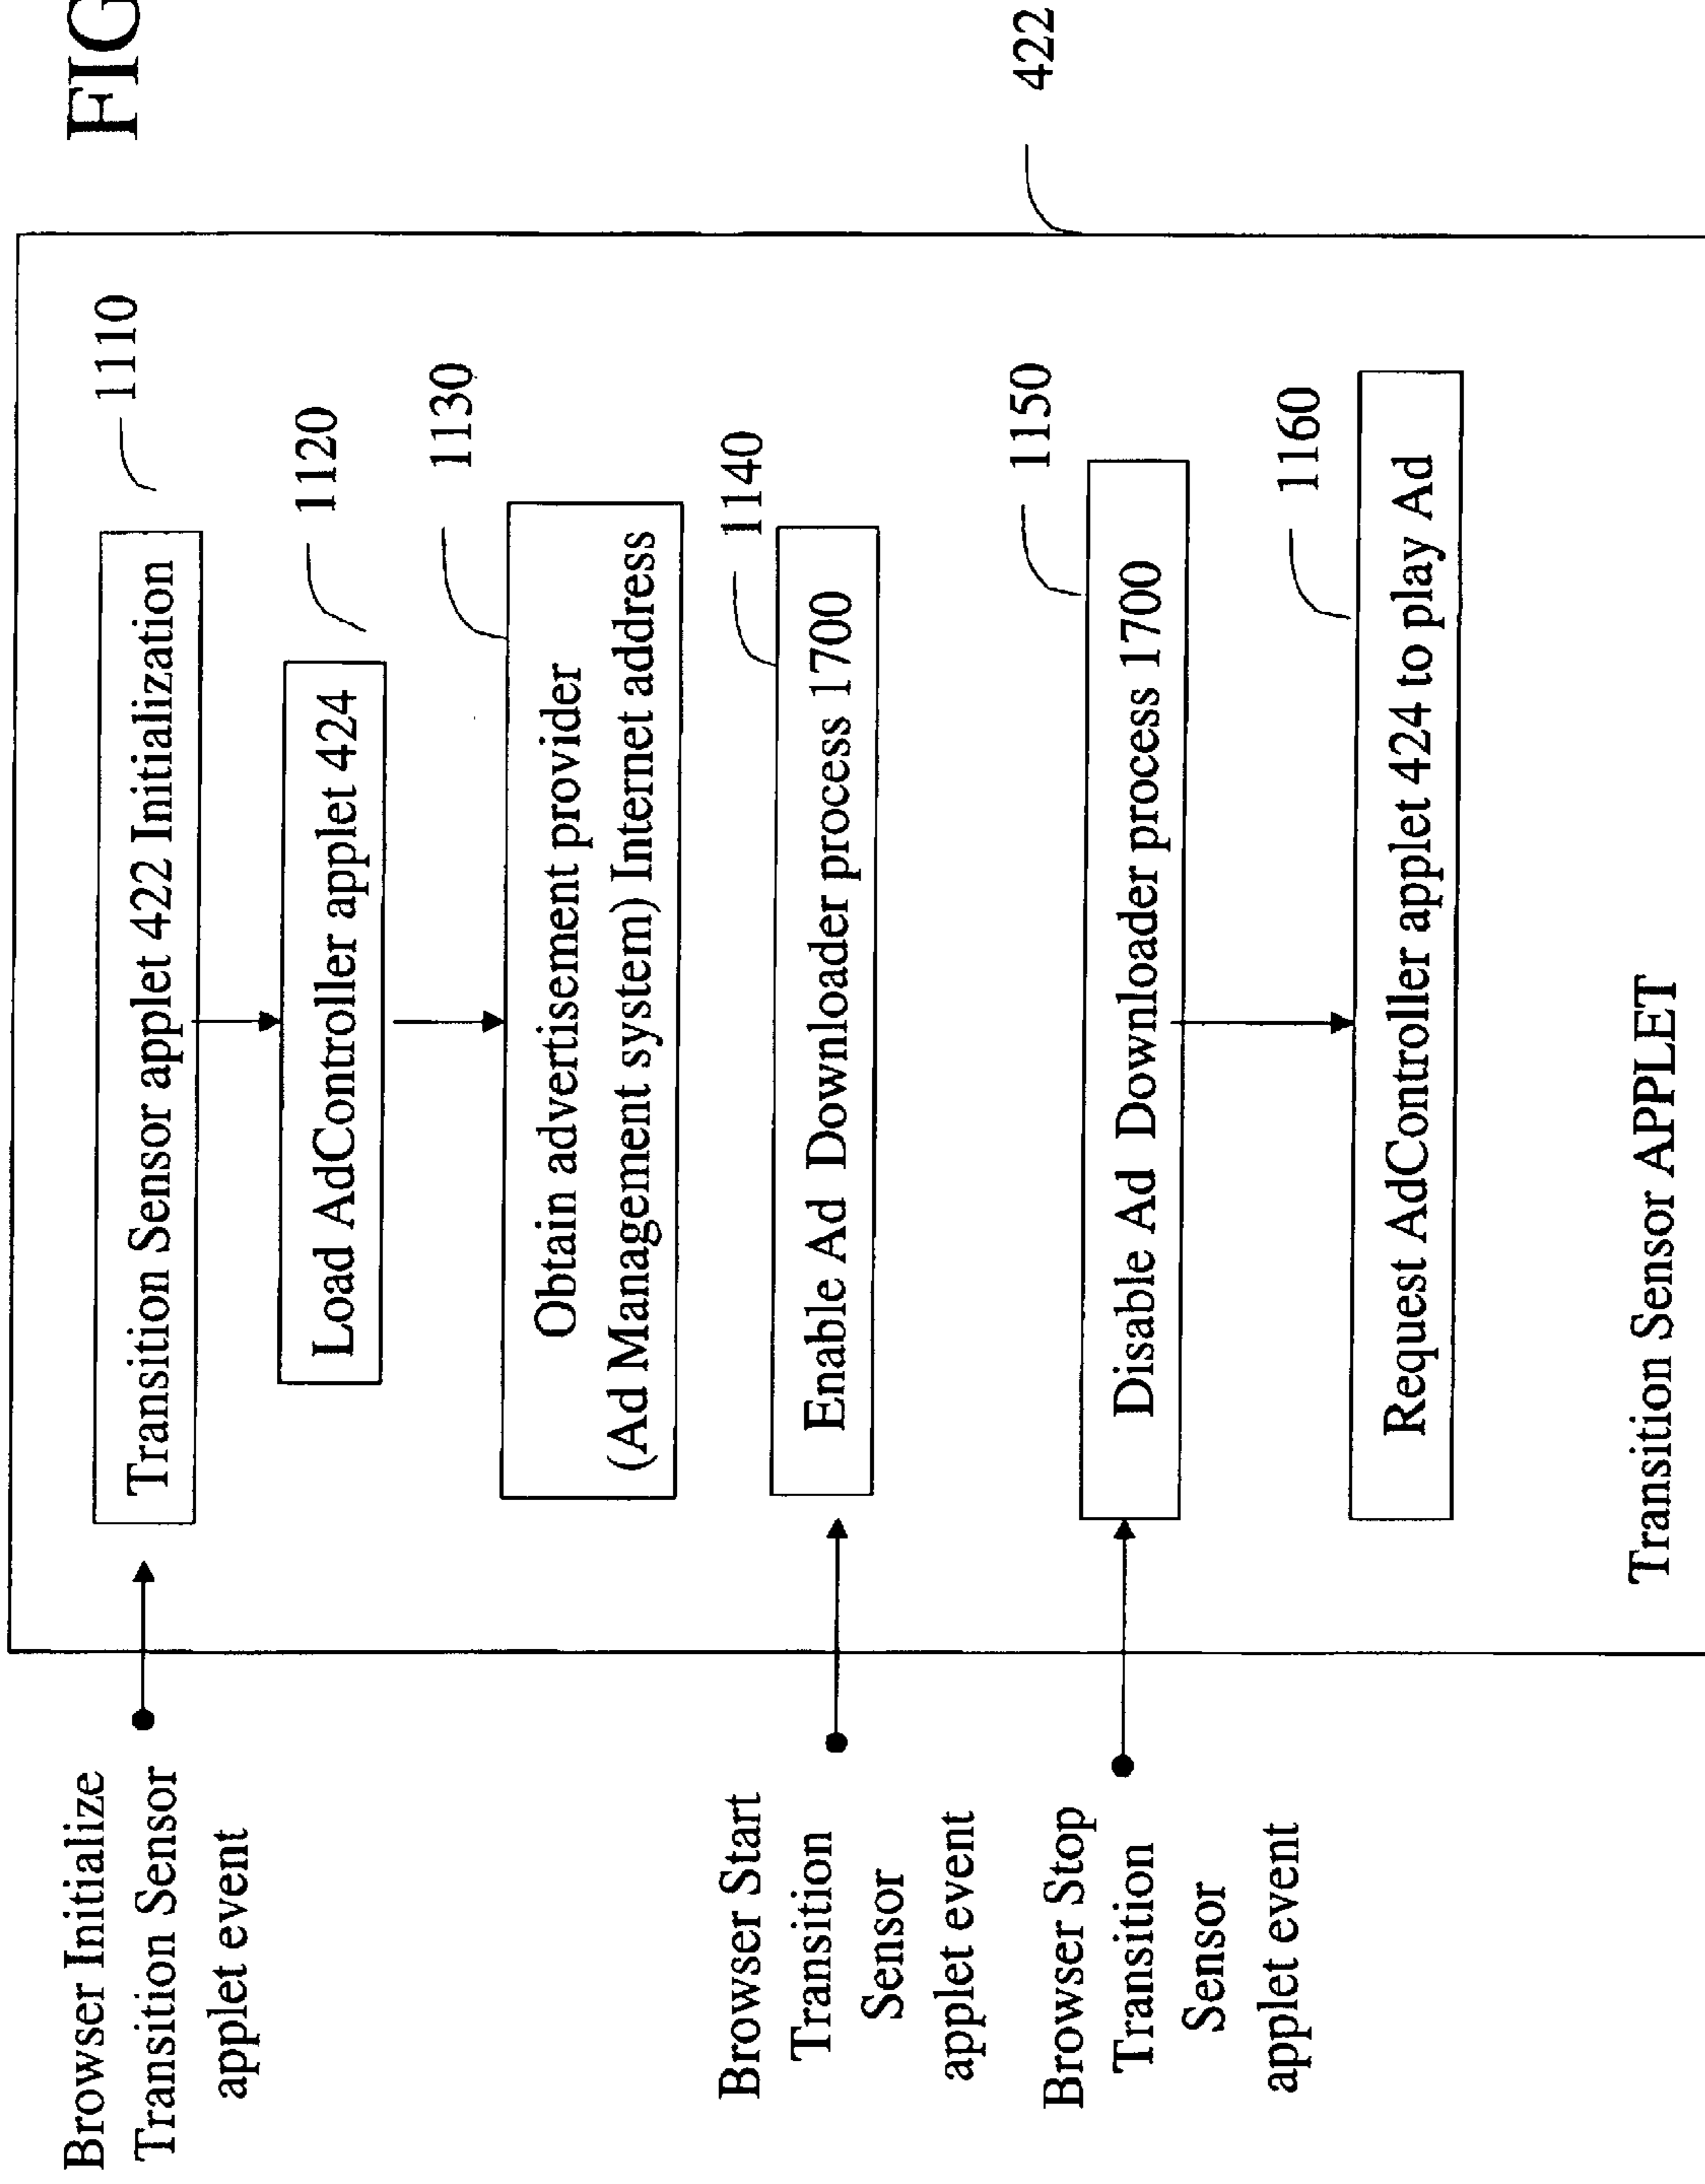 FIG
Browser Initialize
Transition Sensor
applet event
Transition Sensor applet 422 Initialization
1110
Load AdController applet 424
1120
Obtain advertisement provider
(Ad Management system) Internet address
1130
Browser Start
Transition
Sensor
applet event
Enable Ad Downloader process 1700
1140
Browser Stop
Transition
Sensor
applet event
Disable Ad Downloader process 1700
1150
Request AdController applet 424 to play Ad
1160
422
Transition Sensor APPLET